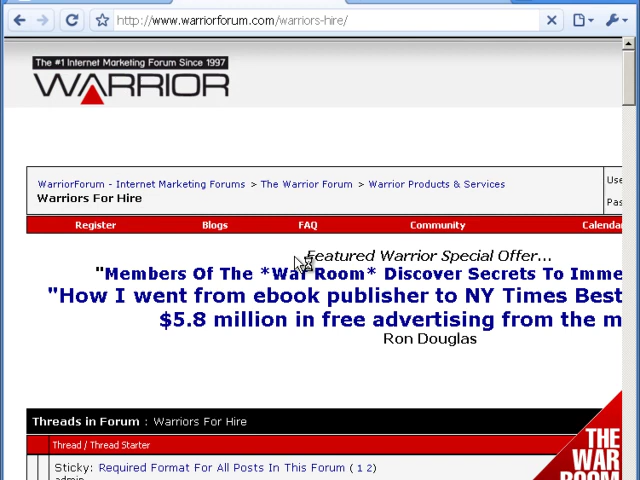 http://www.warriorforum.com/warriors-hire/
The #1 Internet Marketing Forum Since 1997
WARRIOR
WarriorForum - Internet Marketing Forums > The Warrior Forum > Warrior Products & Services
Warriors For Hire
Register Blogs FAQ Community
Featured Warrior Special Offer...
"Members Of The *War Room* Discover Secrets To
"How I went from ebook publisher to NY Times
$5.8 million in free advertising from the
Ron Douglas
Threads in Forum : Warriors For Hire
Thread / Thread Starter
Sticky: Required Format For All Posts In This Forum ( 1 2)
admin
THE
WAR
ROOM